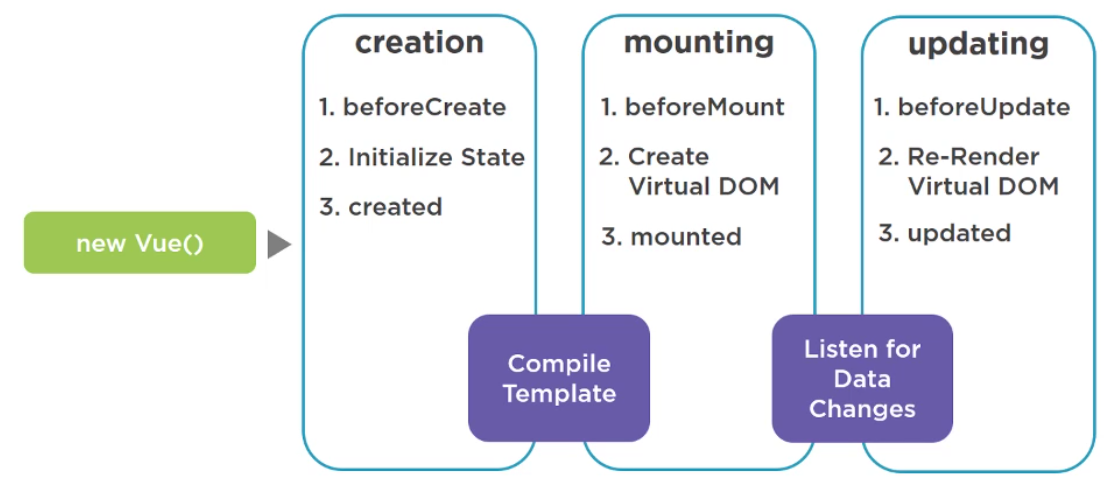 new Vue()
creation
1. beforeCreate
2. Initialize State
3. created
Compile
Template
mounting
1. beforeMount
2. Create
Virtual DOM
3. mounted
Listen for
Data
Changes
updating
1. beforeUpdate
2. Re-Render
Virtual DOM
3. updated